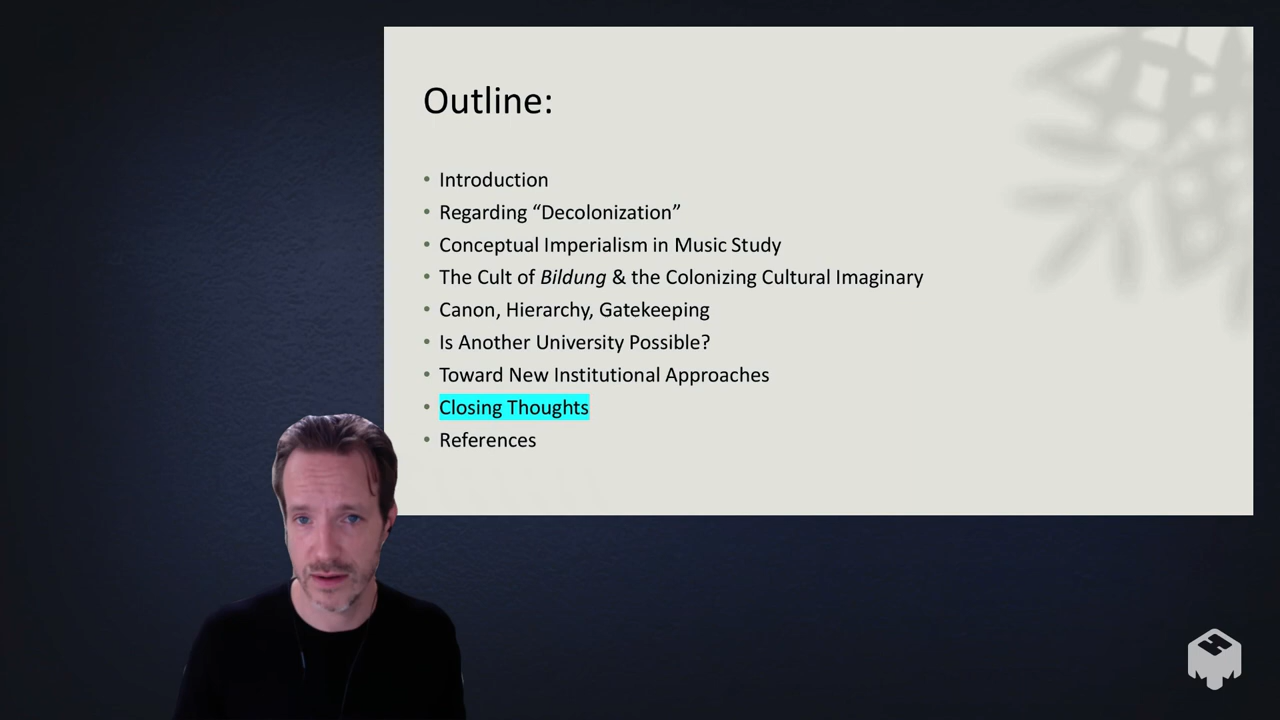 Outline:
• Introduction
• Regarding “Decolonization”
• Conceptual Imperialism in Music Study
• The Cult of Bildung & the Colonizing Cultural Imaginary
• Canon, Hierarchy, Gatekeeping
• Is Another University Possible?
• Toward New Institutional Approaches
• Closing Thoughts
• References